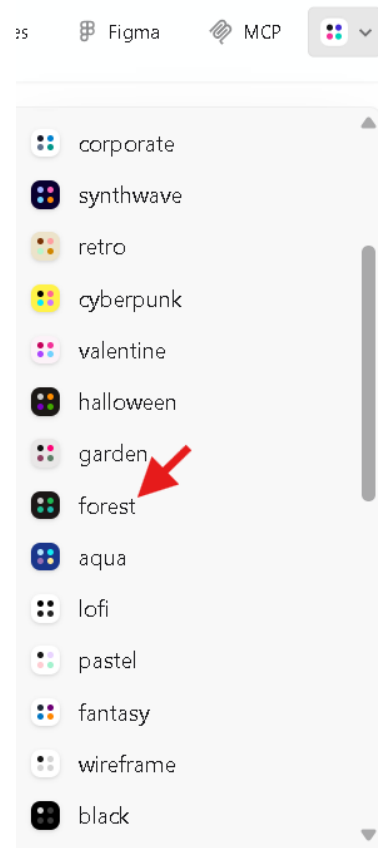 es Figma MCP
corporate
synthwave
retro
cyberpunk
valentine
halloween
garden
forest
aqua
lofi
pastel
fantasy
wireframe
black